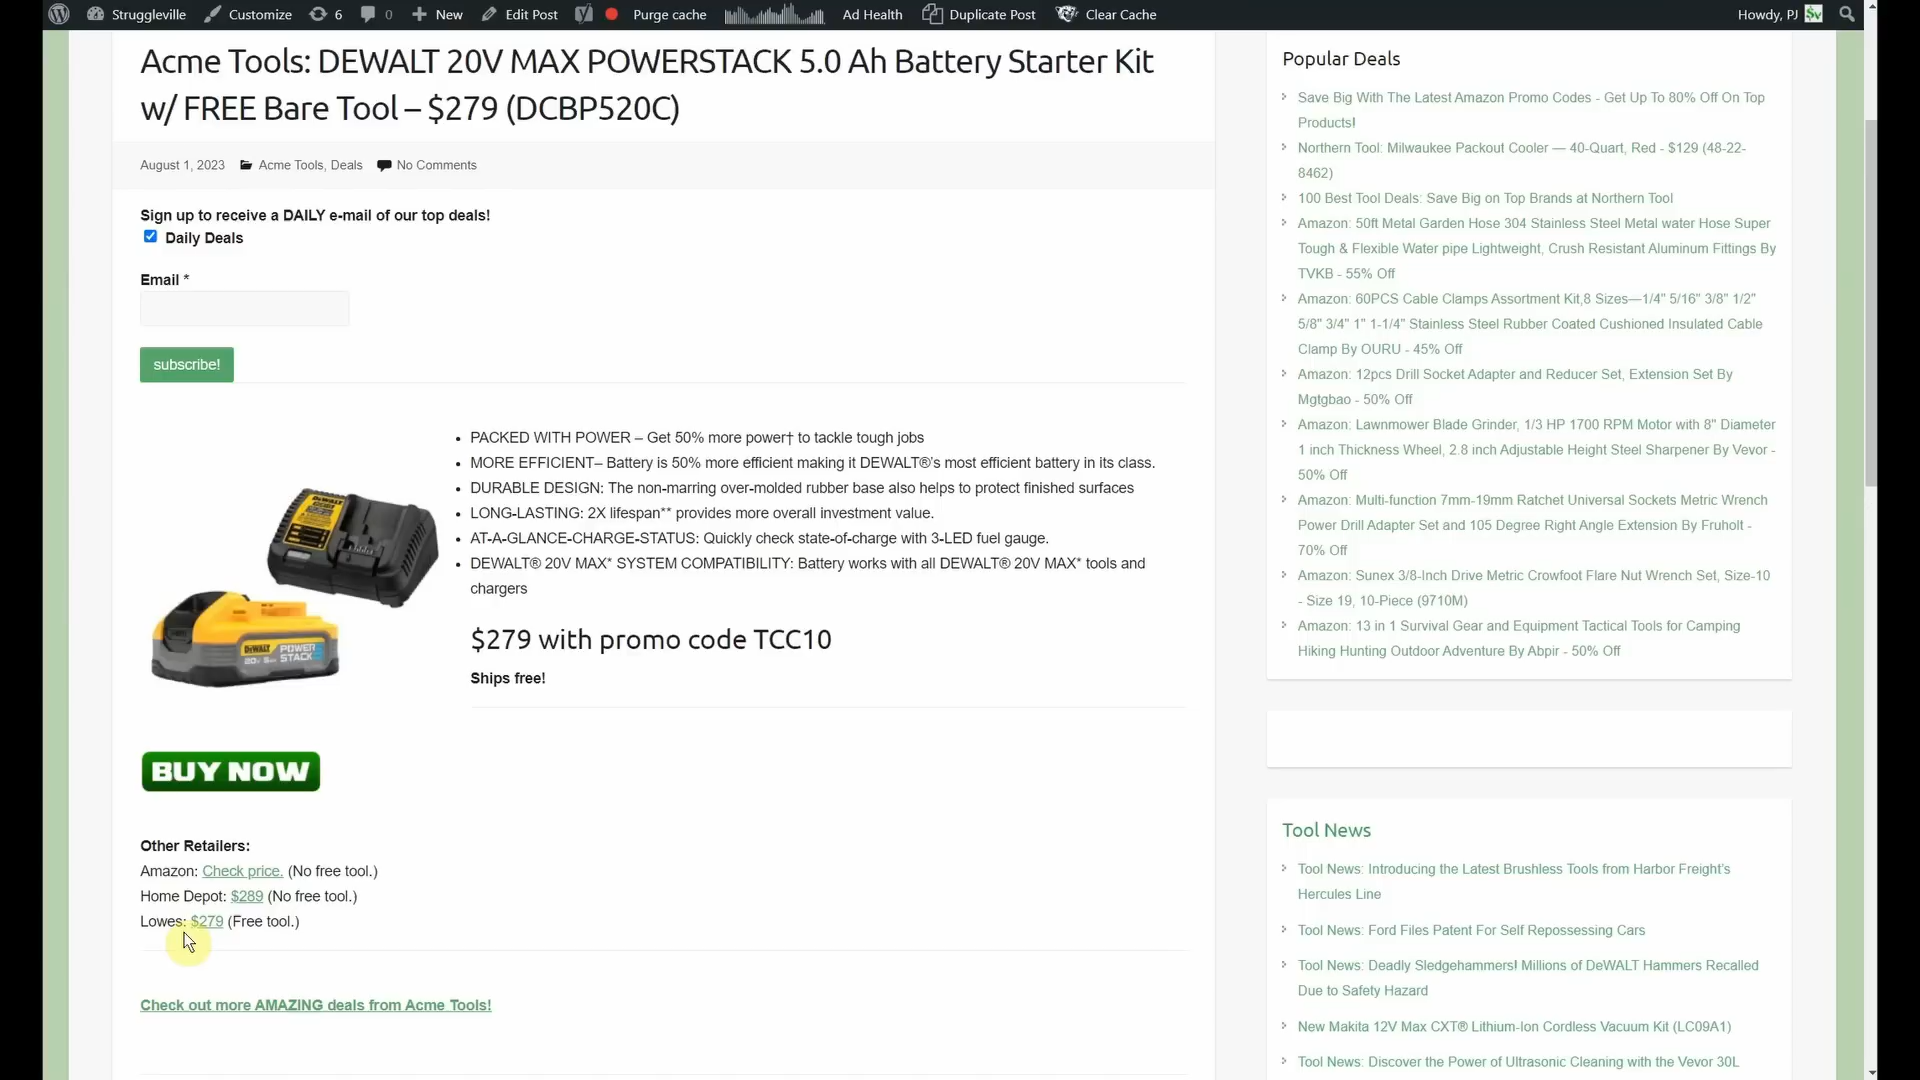 Struggleville
Customize
6
0
New
Edit Post
Purge cache
Ad Health
Duplicate Post
Clear Cache
Howdy, PJ
Acme Tools: DEWALT 20V MAX POWERSTACK 5.0 Ah Battery Starter Kit
w/ FREE Bare Tool – $279 (DCBP520C)
August 1, 2023 Acme Tools, Deals No Comments
Sign up to receive a DAILY e-mail of our top deals!
Daily Deals
Email *
subscribe!
DEWALT
DEWALT POWER STACK
20V 5Ah
• PACKED WITH POWER – Get 50% more power† to tackle tough jobs
• MORE EFFICIENT– Battery is 50% more efficient making it DEWALT®'s most efficient battery in its class.
• DURABLE DESIGN: The non-marring over-molded rubber base also helps to protect finished surfaces
• LONG-LASTING: 2X lifespan** provides more overall investment value.
• AT-A-GLANCE-CHARGE-STATUS: Quickly check state-of-charge with 3-LED fuel gauge.
• DEWALT® 20V MAX* SYSTEM COMPATIBILITY: Battery works with all DEWALT® 20V MAX* tools and
chargers
$279 with promo code TCC10
Ships free!
BUY NOW
Other Retailers:
Amazon: Check price. (No free tool.)
Home Depot: $289 (No free tool.)
Lowes: $279 (Free tool.)
Check out more AMAZING deals from Acme Tools!
Popular Deals
Save Big With The Latest Amazon Promo Codes - Get Up To 80% Off On Top
Products!
Northern Tool: Milwaukee Packout Cooler — 40-Quart, Red - $129 (48-22-
8462)
100 Best Tool Deals: Save Big on Top Brands at Northern Tool
Amazon: 50ft Metal Garden Hose 304 Stainless Steel Metal water Hose Super
Tough & Flexible Water pipe Lightweight, Crush Resistant Aluminum Fittings By
TVKB - 55% Off
Amazon: 60PCS Cable Clamps Assortment Kit,8 Sizes—1/4" 5/16" 3/8" 1/2"
5/8" 3/4" 1" 1-1/4" Stainless Steel Rubber Coated Cushioned Insulated Cable
Clamp By OURU - 45% Off
Amazon: 12pcs Drill Socket Adapter and Reducer Set, Extension Set By
Mgtgbao - 50% Off
Amazon: Lawnmower Blade Grinder, 1/3 HP 1700 RPM Motor with 8" Diameter
1 inch Thickness Wheel, 2.8 inch Adjustable Height Steel Sharpener By Vevor -
50% Off
Amazon: Multi-function 7mm-19mm Ratchet Universal Sockets Metric Wrench
Power Drill Adapter Set and 105 Degree Right Angle Extension By Fruholt -
70% Off
Amazon: Sunex 3/8-Inch Drive Metric Crowfoot Flare Nut Wrench Set, Size-10
- Size 19, 10-Piece (9710M)
Amazon: 13 in 1 Survival Gear and Equipment Tactical Tools for Camping
Hiking Hunting Outdoor Adventure By Abpir - 50% Off
Tool News
Tool News: Introducing the Latest Brushless Tools from Harbor Freight's
Hercules Line
Tool News: Ford Files Patent For Self Repossessing Cars
Tool News: Deadly Sledgehammers! Millions of DeWALT Hammers Recalled
Due to Safety Hazard
New Makita 12V Max CXT® Lithium-Ion Cordless Vacuum Kit (LC09A1)
Tool News: Discover the Power of Ultrasonic Cleaning with the Vevor 30L